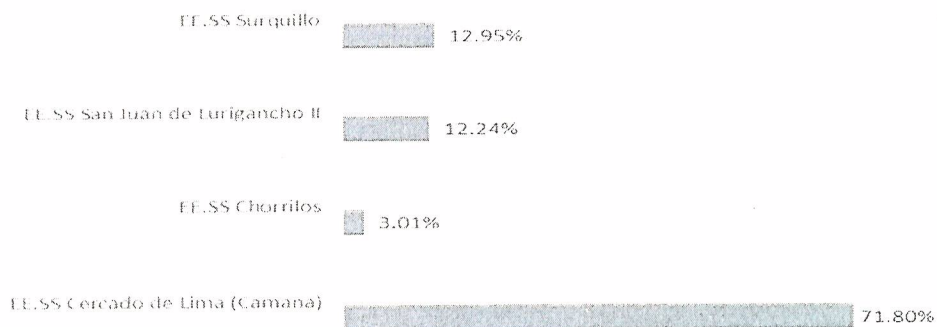 EE.SS Surquillo
12.95%
EE.SS San Juan de Lurigancho II
12.24%
EE.SS Chorrilos
3.01%
EE.SS Cercado de Lima (Camana)
71.80%